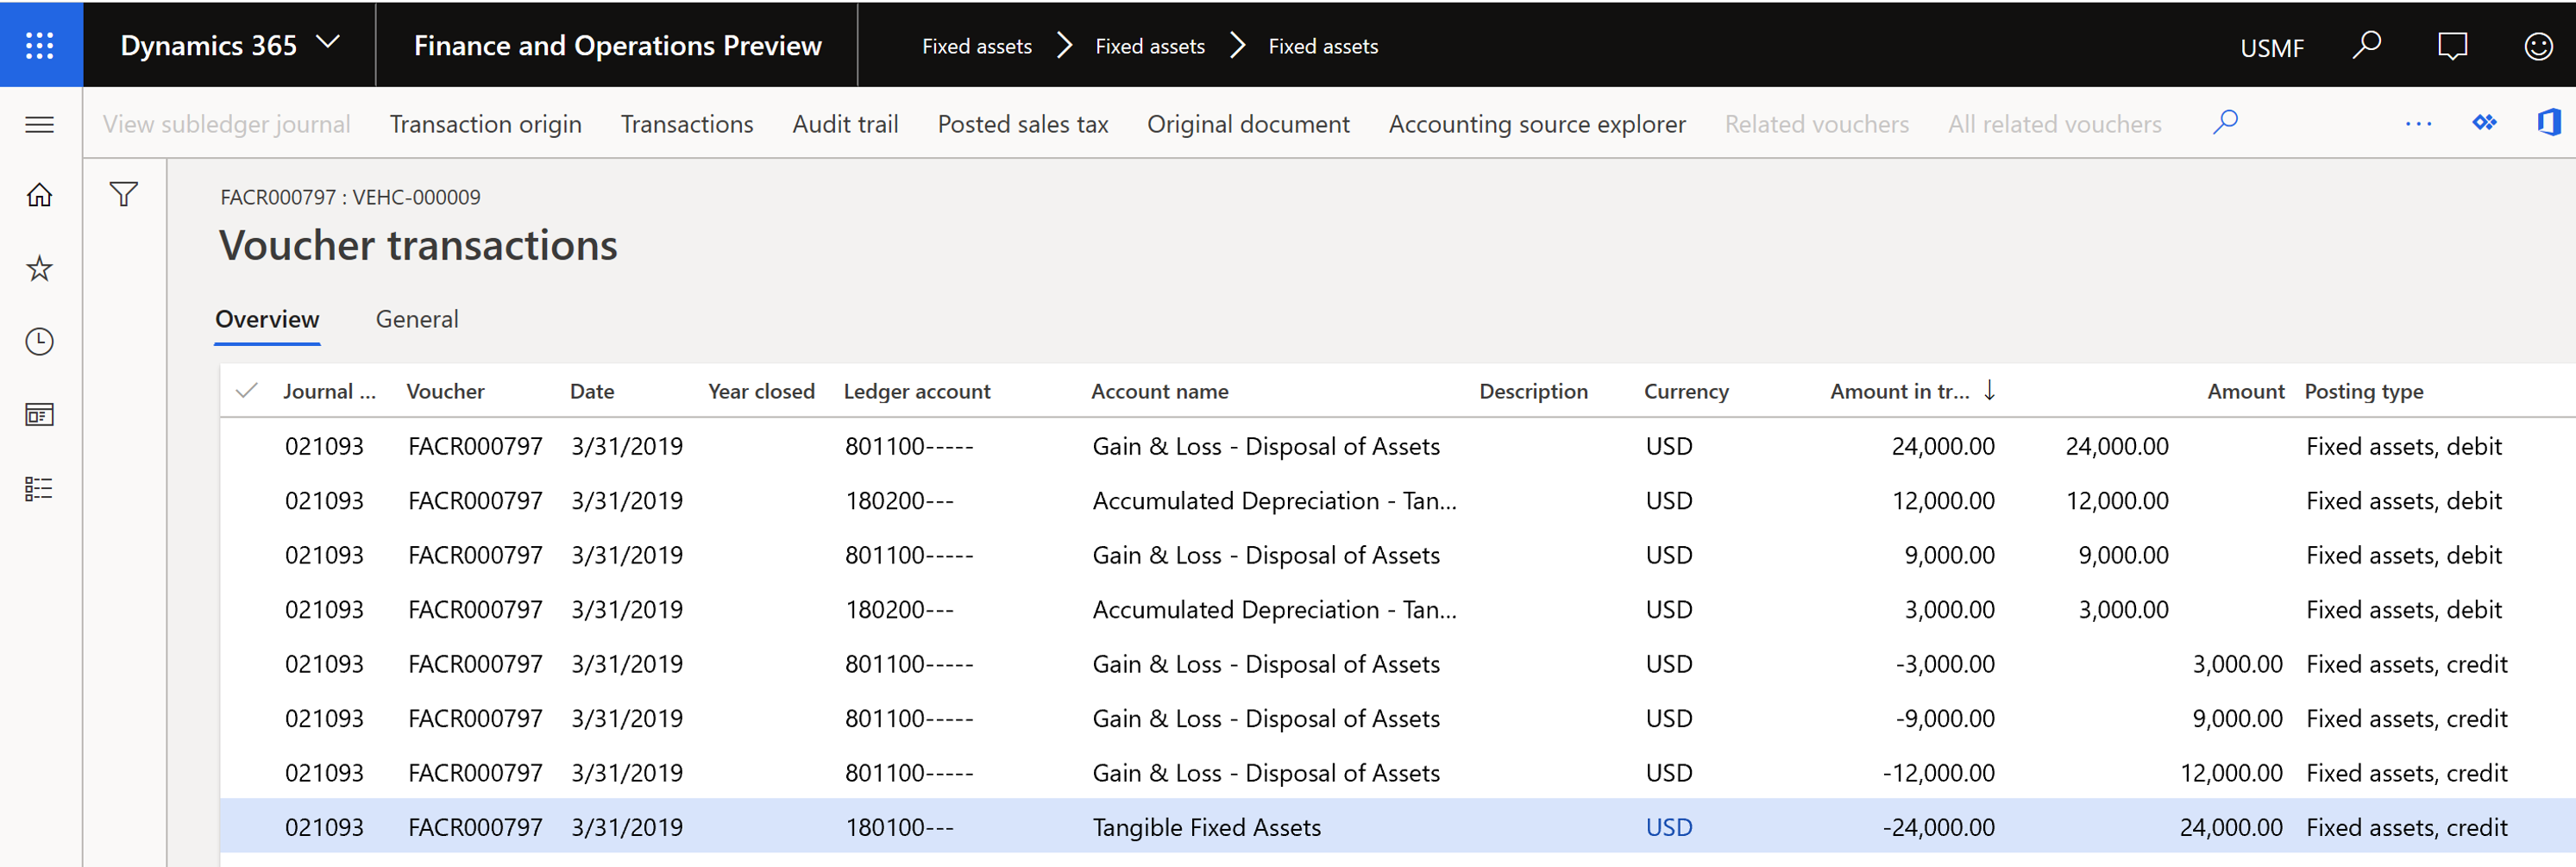 Dynamics 365 Finance and Operations Preview Fixed assets Fixed assets Fixed assets USMF
View subledger journal Transaction origin Transactions Audit trail Posted sales tax Original document Accounting source explorer Related vouchers All related vouchers ...
FACR000797 : VEHC-000009
Voucher transactions
Overview General
Journal ... Voucher Date Year closed Ledger account Account name Description Currency Amount in tr... ↓ Amount Posting type
021093 FACR000797 3/31/2019 801100----- Gain & Loss - Disposal of Assets USD 24,000.00 24,000.00 Fixed assets, debit
021093 FACR000797 3/31/2019 180200--- Accumulated Depreciation - Tan... USD 12,000.00 12,000.00 Fixed assets, debit
021093 FACR000797 3/31/2019 801100----- Gain & Loss - Disposal of Assets USD 9,000.00 9,000.00 Fixed assets, debit
021093 FACR000797 3/31/2019 180200--- Accumulated Depreciation - Tan... USD 3,000.00 3,000.00 Fixed assets, debit
021093 FACR000797 3/31/2019 801100----- Gain & Loss - Disposal of Assets USD -3,000.00 3,000.00 Fixed assets, credit
021093 FACR000797 3/31/2019 801100----- Gain & Loss - Disposal of Assets USD -9,000.00 9,000.00 Fixed assets, credit
021093 FACR000797 3/31/2019 801100----- Gain & Loss - Disposal of Assets USD -12,000.00 12,000.00 Fixed assets, credit
021093 FACR000797 3/31/2019 180100--- Tangible Fixed Assets USD -24,000.00 24,000.00 Fixed assets, credit